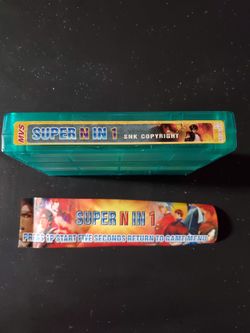 MVS
SUPER N IN 1 SNK COPYRIGHT
SUPER N IN 1
PRESS 1P START FIVE SECONDS RETURN TO GAME MENU